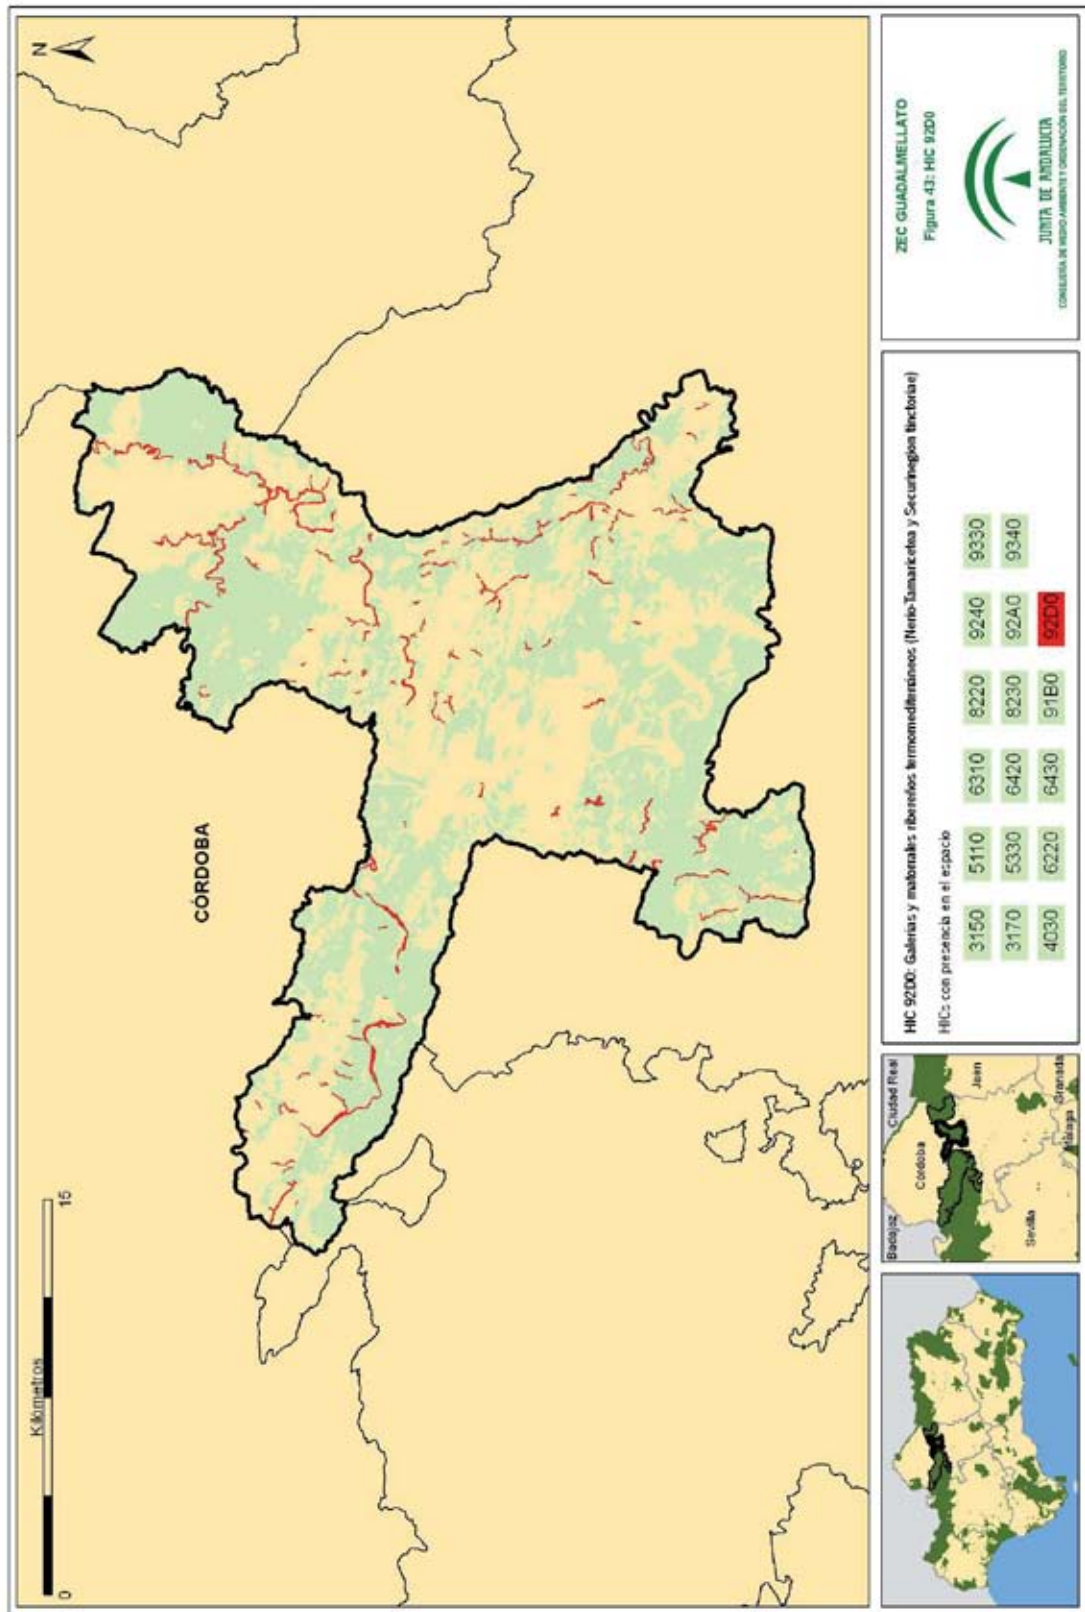 N
CÓRDOBA
Kilómetros
0
15
Badajoz
Ciudad Real
Córdoba
Jaen
Sevilla
Granada
Málaga
HIC 92D0: Galerías y matorrales ribereños termomediterráneos (Nerio-Tamaricetea y Securinegion tinctoriae)
HICs con presencia en el espacio
3150
5110
6310
8220
9240
9330
3170
5330
6420
8230
92A0
9340
4030
6220
6430
91B0
92D0
ZEC GUADALMELLATO
Figura 43: HIC 92D0
JUNTA DE ANDALUCIA
CONSEJERÍA DE MEDIO AMBIENTE Y ORDENACIÓN DEL TERRITORIO